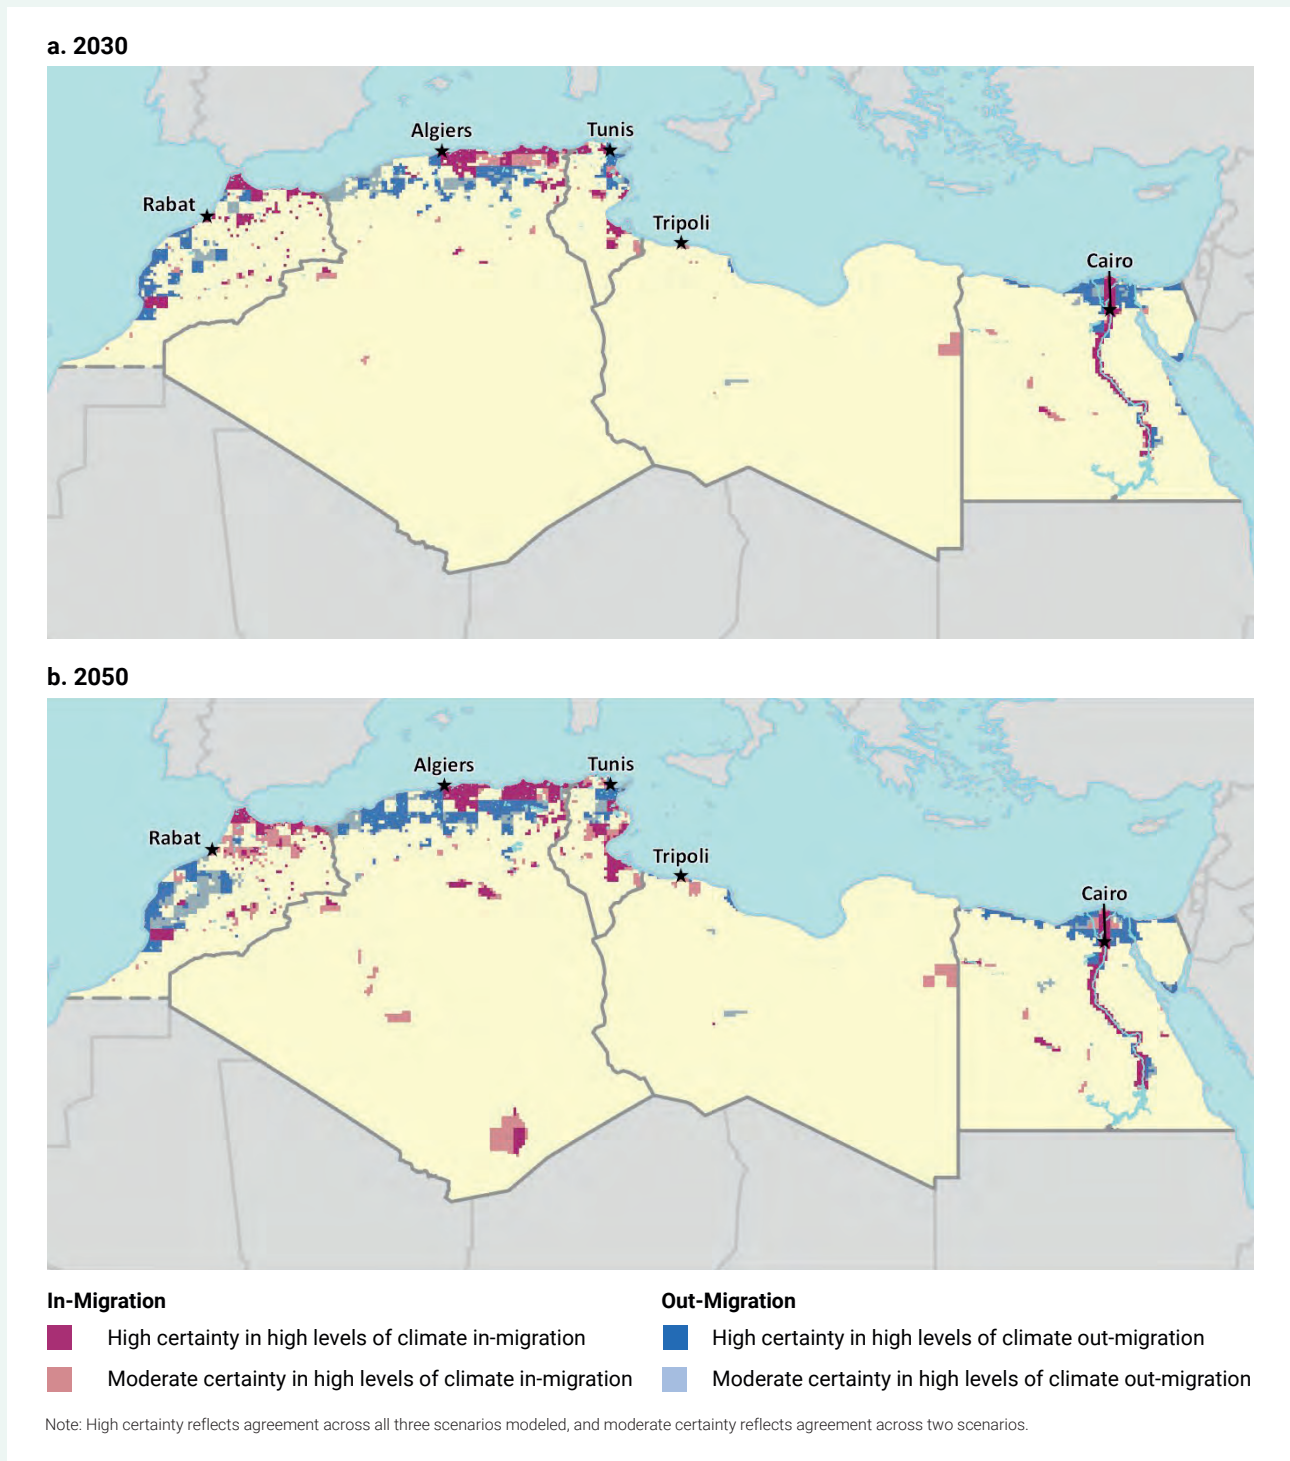 a. 2030
Algiers
Tunis
Rabat
Tripoli
Cairo
b. 2050
Algiers
Tunis
Rabat
Tripoli
Cairo
In-Migration
High certainty in high levels of climate in-migration
Moderate certainty in high levels of climate in-migration
Out-Migration
High certainty in high levels of climate out-migration
Moderate certainty in high levels of climate out-migration
Note: High certainty reflects agreement across all three scenarios modeled, and moderate certainty reflects agreement across two scenarios.